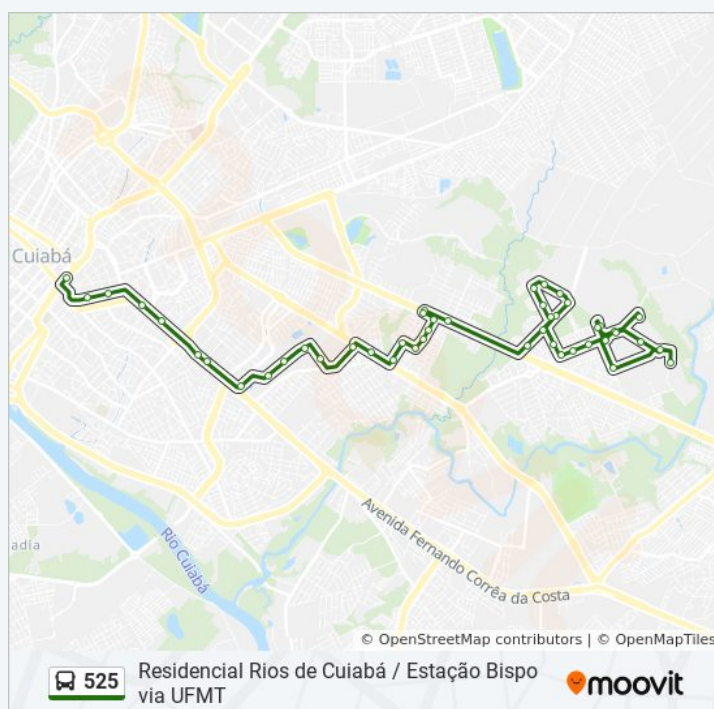 Cuiabá
adía
Rio Cuiabá
Avenida Fernando Corrêa da Costa
© OpenStreetMap contributors | © OpenMapTiles
525
Residencial Rios de Cuiabá / Estação Bispo
via UFMT
moovit